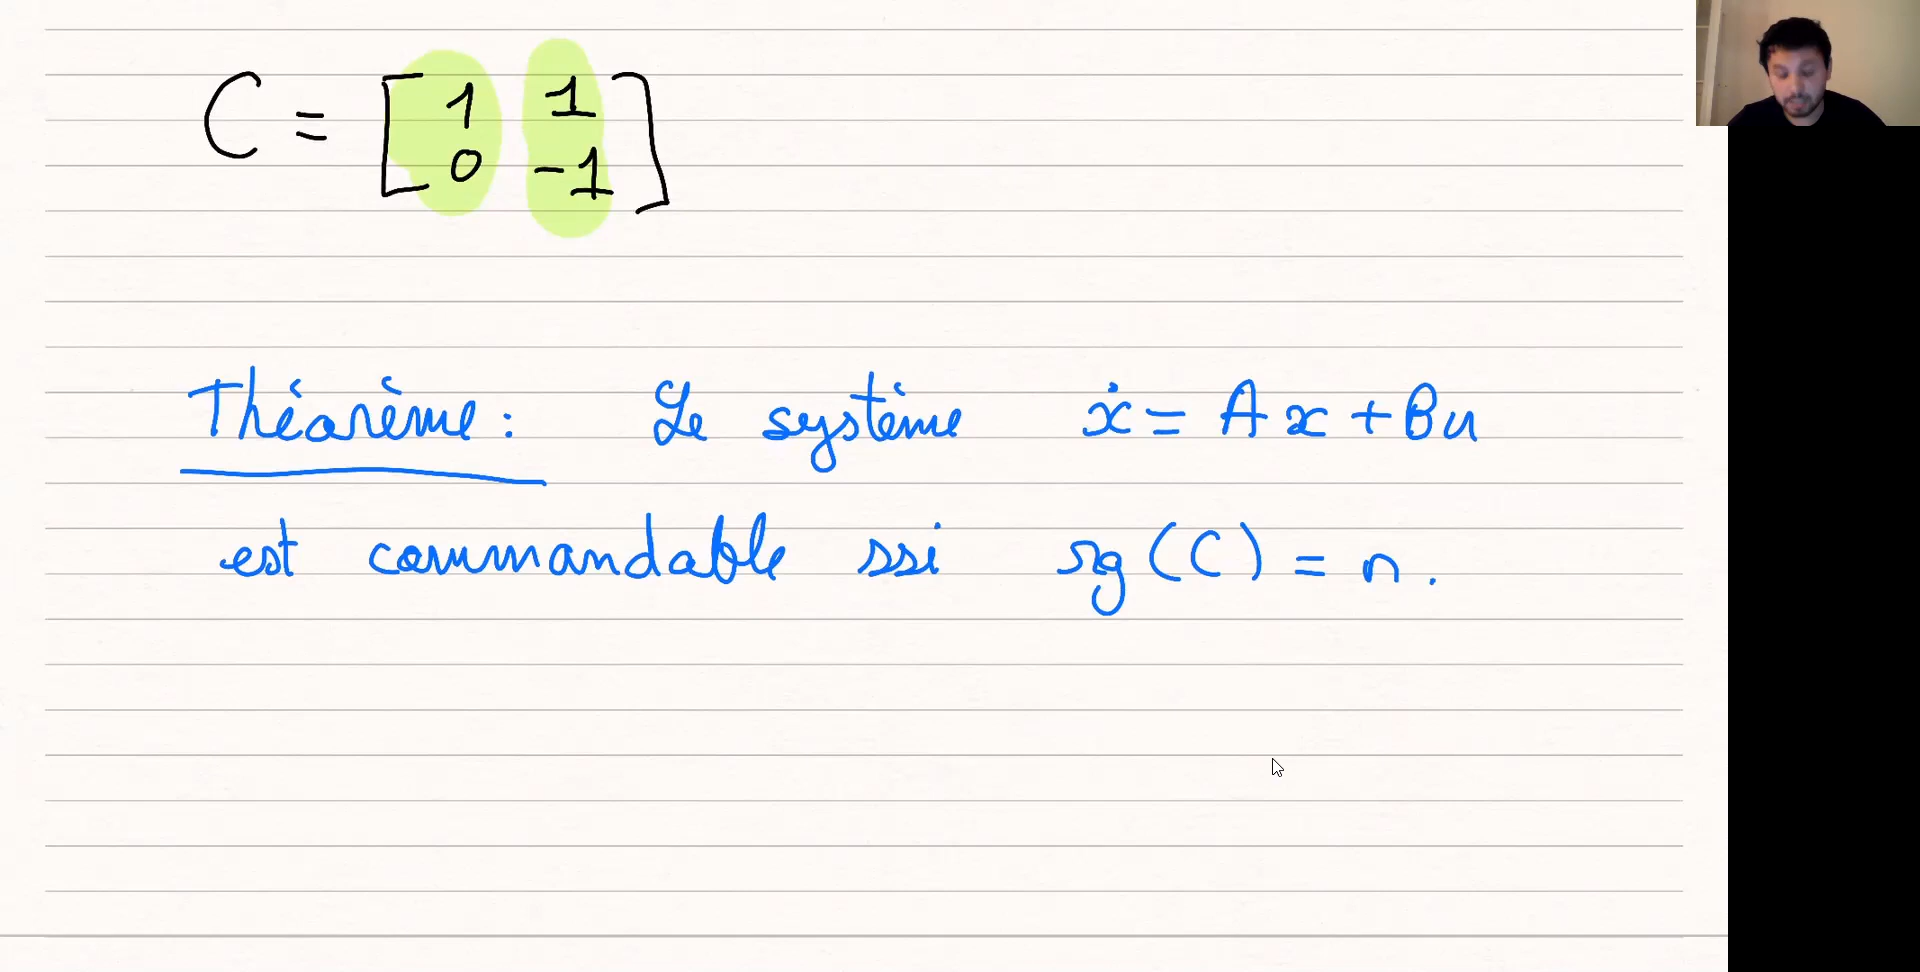 C = [ 1 1
0 -1 ]
Théorème : Le système ẋ = Ax + Bu
est commandable ssi rg(C) = n.